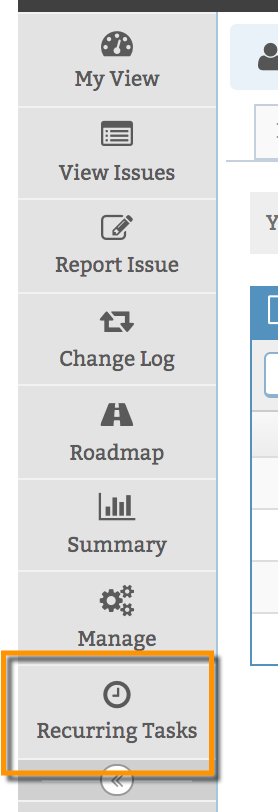 My View
View Issues
Report Issue
Change Log
Roadmap
Summary
Manage
Recurring Tasks